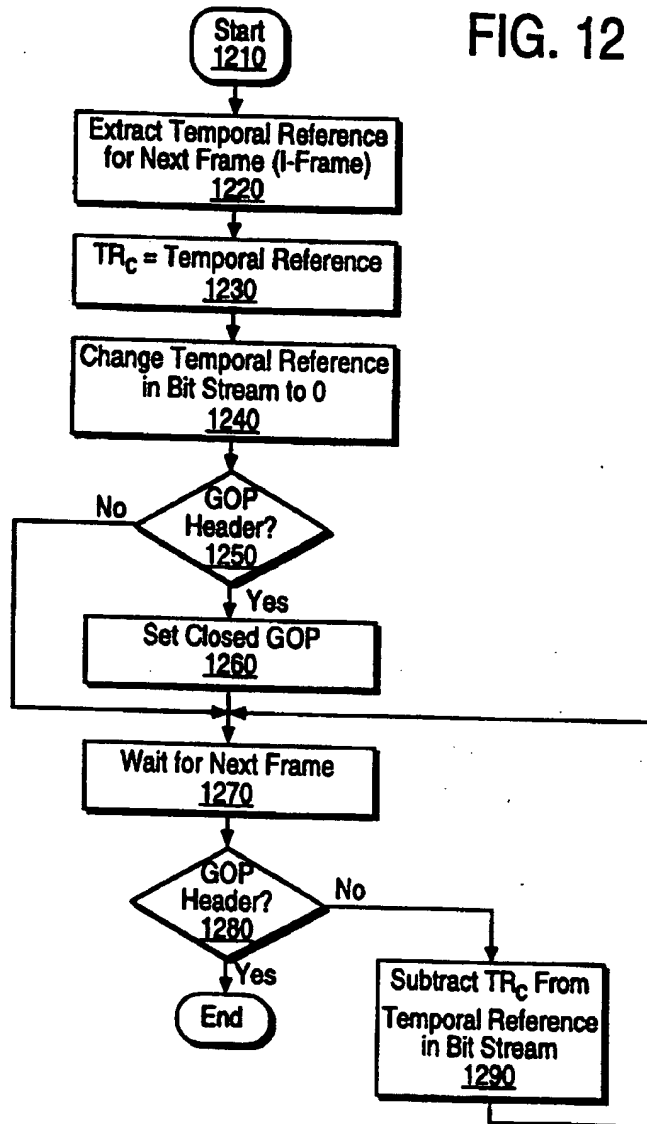 FIG. 12
Start
1210
Extract Temporal Reference
for Next Frame (I-Frame)
1220
TRC = Temporal Reference
1230
Change Temporal Reference
in Bit Stream to 0
1240
GOP
Header?
1250
No
Yes
Set Closed GOP
1260
Wait for Next Frame
1270
GOP
Header?
1280
No
Yes
End
Subtract TRC From
Temporal Reference
in Bit Stream
1290